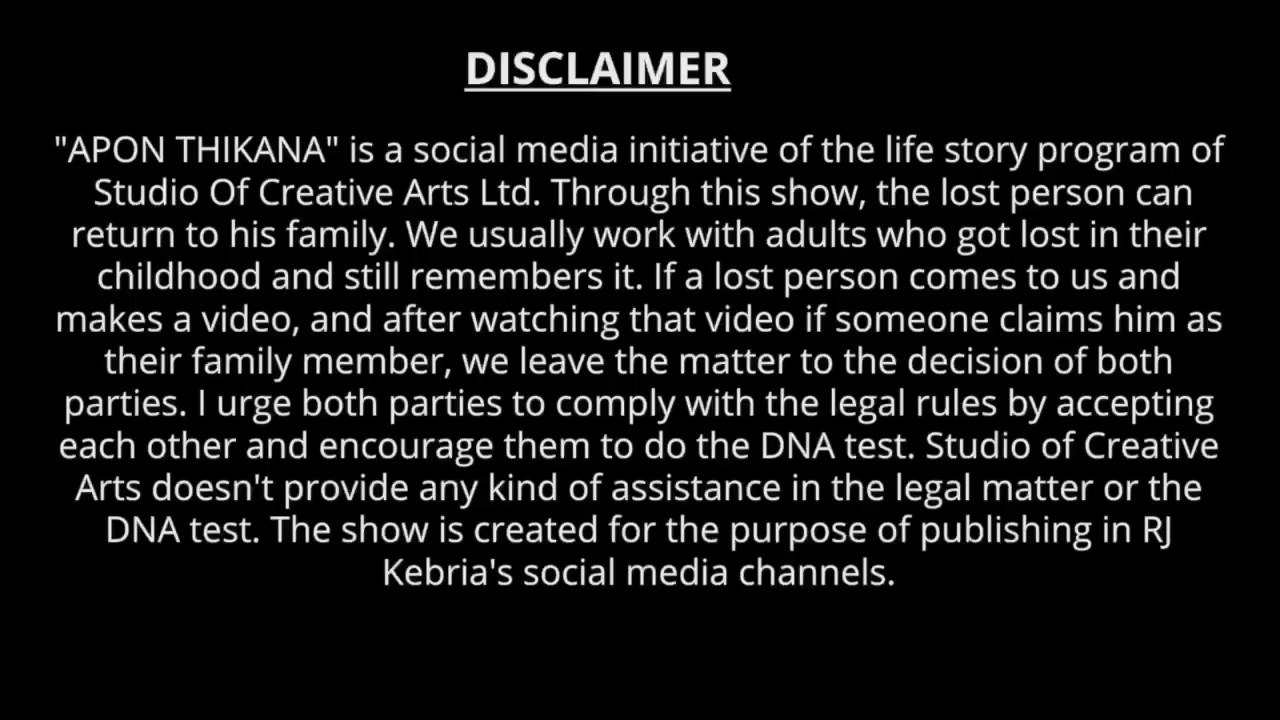 DISCLAIMER
"APON THIKANA" is a social media initiative of the life story program of
Studio Of Creative Arts Ltd. Through this show, the lost person can
return to his family. We usually work with adults who got lost in their
childhood and still remembers it. If a lost person comes to us and
makes a video, and after watching that video if someone claims him as
their family member, we leave the matter to the decision of both
parties. I urge both parties to comply with the legal rules by accepting
each other and encourage them to do the DNA test. Studio of Creative
Arts doesn't provide any kind of assistance in the legal matter or the
DNA test. The show is created for the purpose of publishing in RJ
Kebria's social media channels.